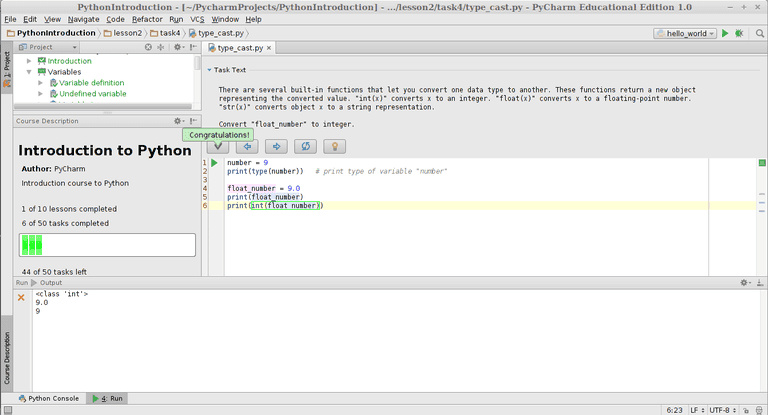 PythonIntroduction - [~/PycharmProjects/PythonIntroduction] - .../lesson2/task4/type_cast.py - PyCharm Educational Edition 1.0
File Edit View Navigate Code Refactor Run VCS Window Help
PythonIntroduction lesson2 task4 type_cast.py
hello_world
1: Project
Project
Introduction
Variables
Variable definition
Undefined variable
Course Description
Introduction to Python
Author: PyCharm
Introduction course to Python
1 of 10 lessons completed
6 of 50 tasks completed
44 of 50 tasks left
type_cast.py
Task Text
There are several built-in functions that let you convert one data type to another. These functions return a new object
representing the converted value. "int(x)" converts x to an integer. "float(x)" converts x to a floating-point number.
"str(x)" converts object x to a string representation.
Convert "float_number" to integer.
Congratulations!
1 number = 9
2 print(type(number)) # print type of variable "number"
3
4 float_number = 9.0
5 print(float_number)
6 print(int(float_number))
Run Output
<class 'int'>
9.0
9
Course Description
Python Console 4: Run
6:23 LF UTF-8